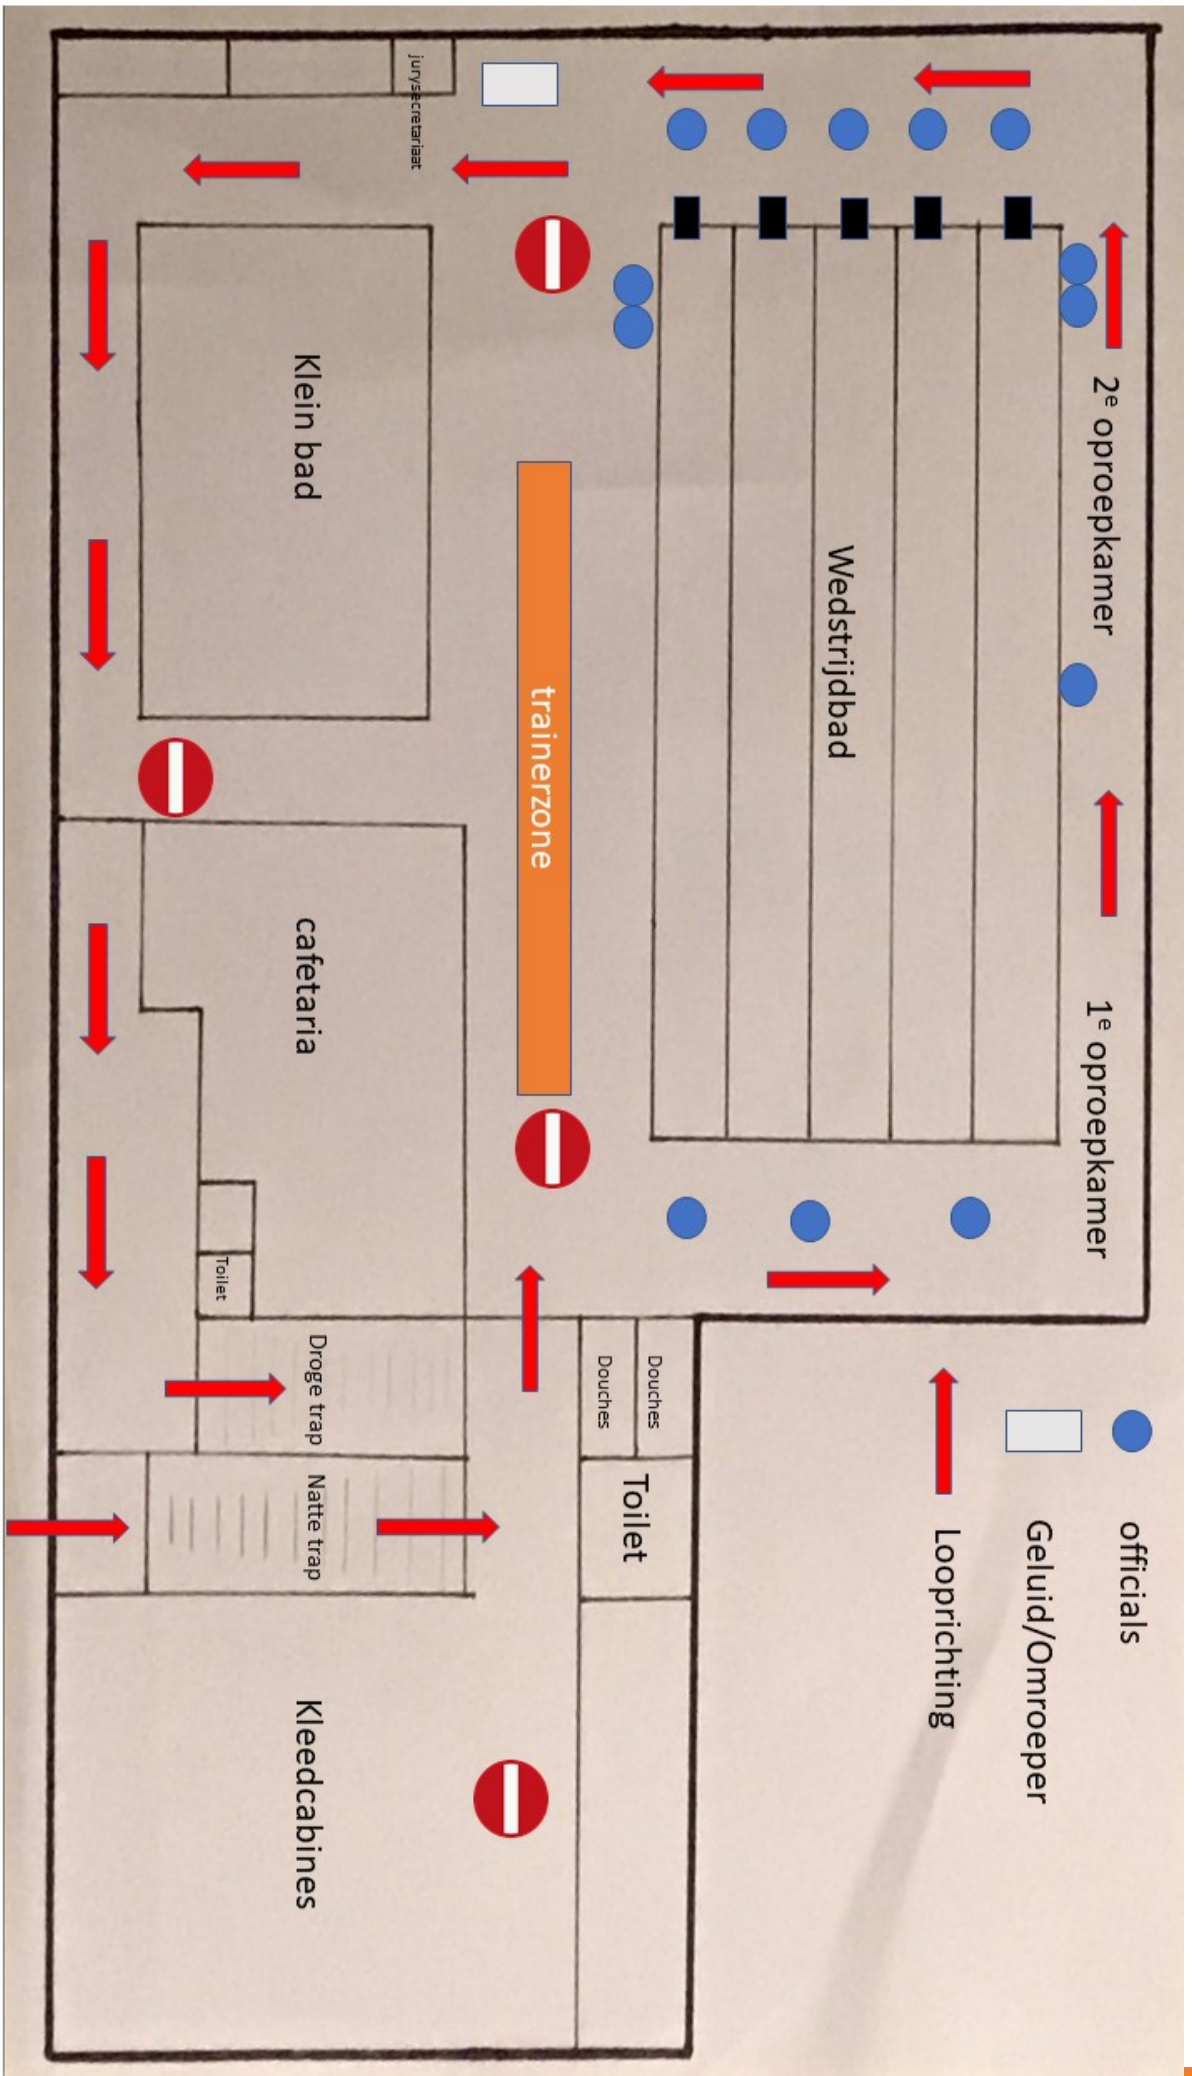 officials
Geluid/Omroeper
Looprichting
2e oproepkamer
1e oproepkamer
Wedstrijdbad
Douches
Toilet
Douches
trainerzone
jurysecretariaat
Klein bad
cafetaria
Droge trap
Natte trap
Kleedcabines
Toilet